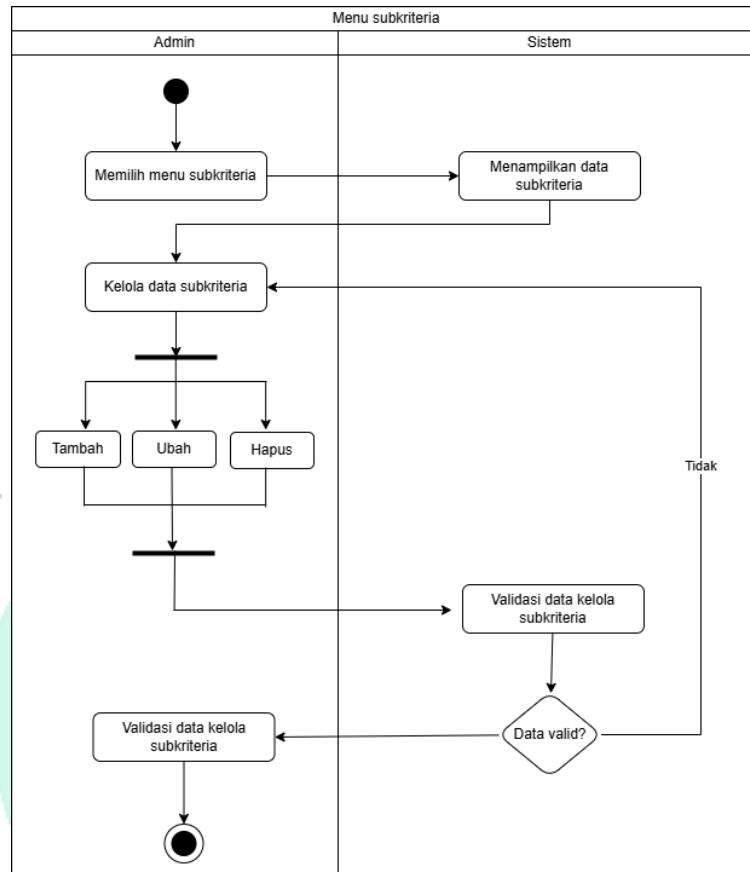 Menu subkriteria
Admin
Sistem
Memilih menu subkriteria
Menampilkan data
subkriteria
Kelola data subkriteria
Tambah
Ubah
Hapus
Tidak
Validasi data kelola
subkriteria
Data valid?
Validasi data kelola
subkriteria